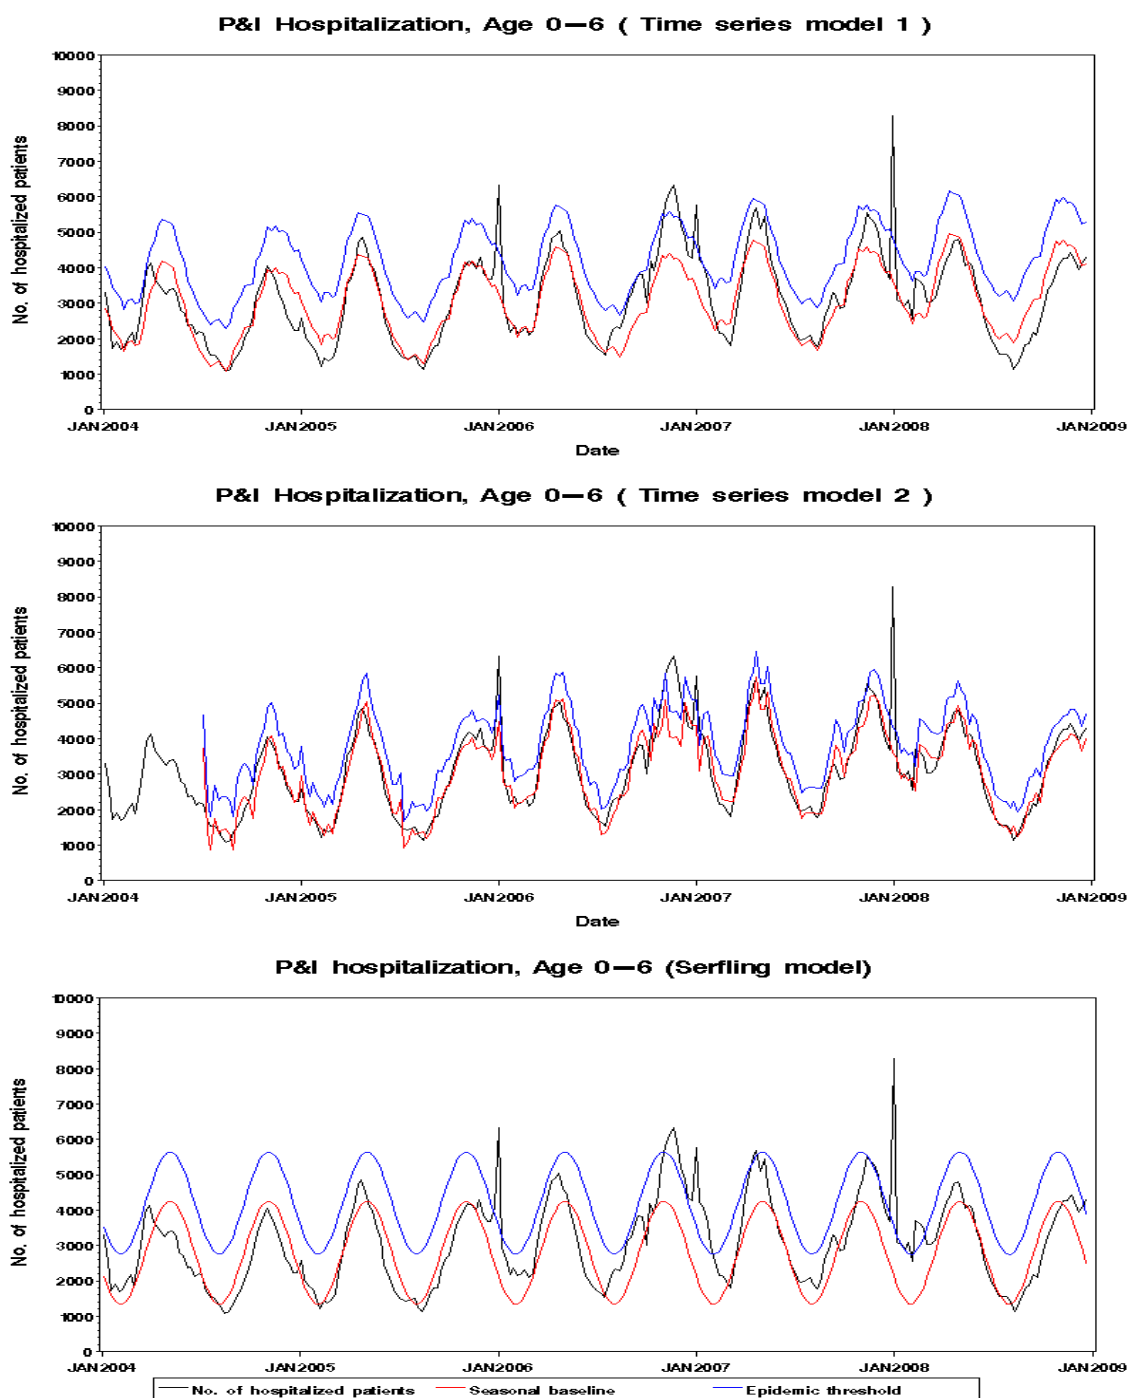 P&I Hospitalization, Age 0—6 ( Time series model 1 )
No. of hospitalized patients
10000
9000
8000
7000
6000
5000
4000
3000
2000
1000
0
JAN2004 JAN2005 JAN2006 JAN2007 JAN2008 JAN2009
Date
P&I Hospitalization, Age 0—6 ( Time series model 2 )
No. of hospitalized patients
10000
9000
8000
7000
6000
5000
4000
3000
2000
1000
0
JAN2004 JAN2005 JAN2006 JAN2007 JAN2008 JAN2009
Date
P&I hospitalization, Age 0—6 (Serfling model)
No. of hospitalized patients
10000
9000
8000
7000
6000
5000
4000
3000
2000
1000
0
JAN2004 JAN2005 JAN2006 JAN2007 JAN2008 JAN2009
No. of hospitalized patients Seasonal baseline Epidemic threshold